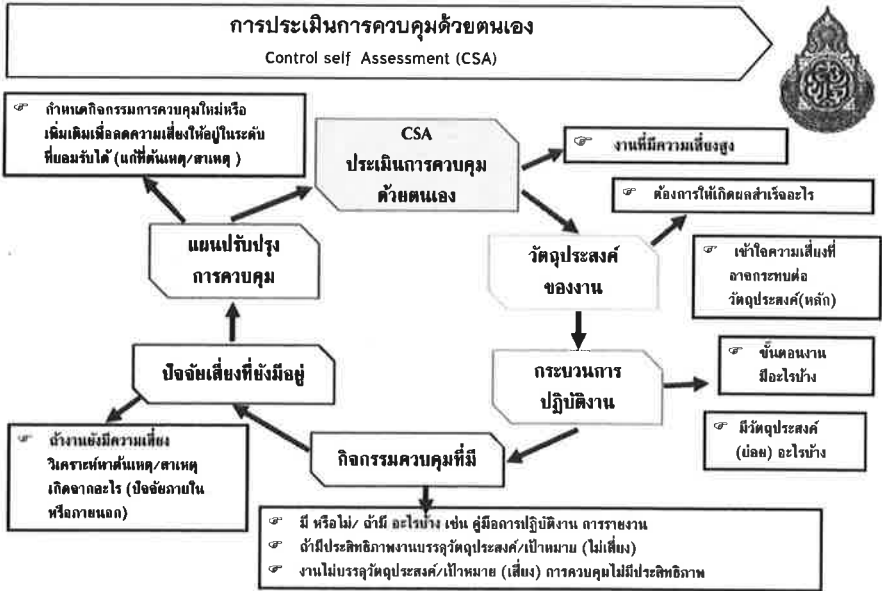 การประเมินการควบคุมด้วยตนเอง
Control self Assessment (CSA)
กำหนดกิจกรรมการควบคุมใหม่หรือ
เพิ่มเติมเพื่อลดความเสี่ยงให้อยู่ในระดับ
ที่ยอมรับได้ (แก้ที่ต้นเหตุ/สาเหตุ )
CSA
ประเมินการควบคุม
ด้วยตนเอง
งานที่มีความเสี่ยงสูง
ต้องการให้เกิดผลสำเร็จอะไร
แผนปรับปรุง
การควบคุม
วัตถุประสงค์
ของงาน
เข้าใจความเสี่ยงที่
อาจกระทบต่อ
วัตถุประสงค์(หลัก)
ปัจจัยเสี่ยงที่ยังมีอยู่
กระบวนการ
ปฏิบัติงาน
ขั้นตอนงาน
มีอะไรบ้าง
มีวัตถุประสงค์
(ย่อย) อะไรบ้าง
ถ้างานยังมีความเสี่ยง
วิเคราะห์หาต้นเหตุ/สาเหตุ
เกิดจากอะไร (ปัจจัยภายใน
หรือภายนอก)
กิจกรรมควบคุมที่มี
มี หรือไม่/ ถ้ามี อะไรบ้าง เช่น คู่มือการปฏิบัติงาน การรายงาน
ถ้ามีประสิทธิภาพงานบรรลุวัตถุประสงค์/เป้าหมาย (ไม่เสี่ยง)
งานไม่บรรลุวัตถุประสงค์/เป้าหมาย (เสี่ยง) การควบคุมไม่มีประสิทธิภาพ